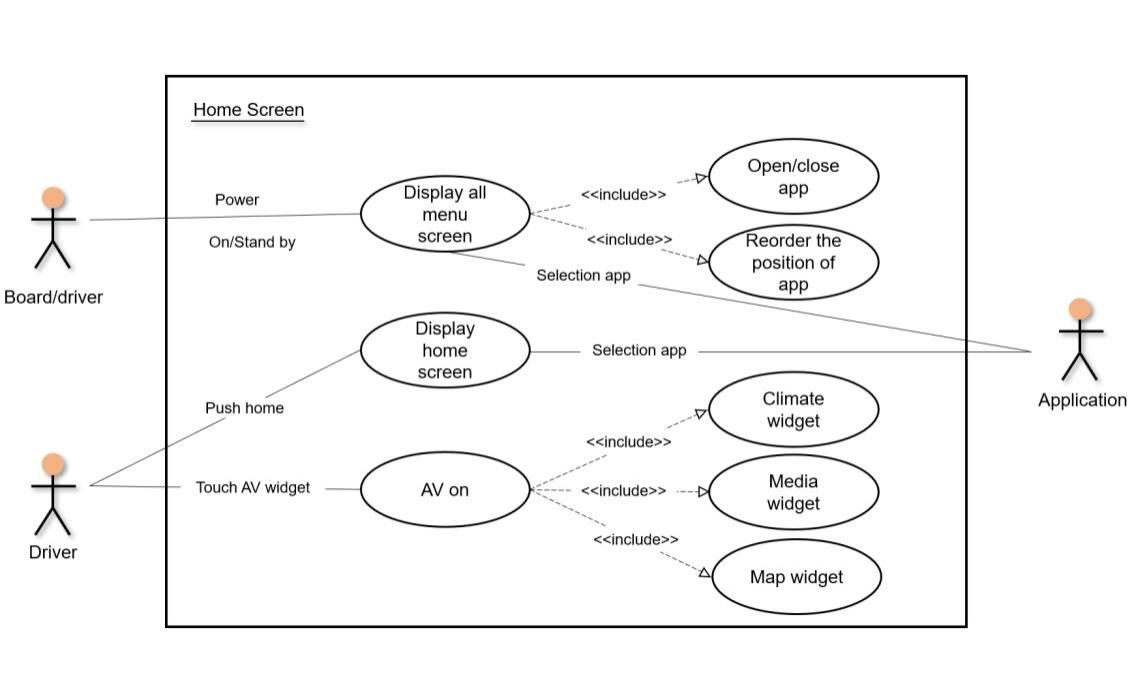 Home Screen
Power
On/Stand by
Board/driver
Display all
menu
screen
<<include>>
Open/close
app
<<include>>
Reorder the
position of
app
Selection app
Display
home
screen
Selection app
Application
Push home
Climate
widget
<<include>>
Driver
Touch AV widget
AV on
<<include>>
Media
widget
<<include>>
Map widget